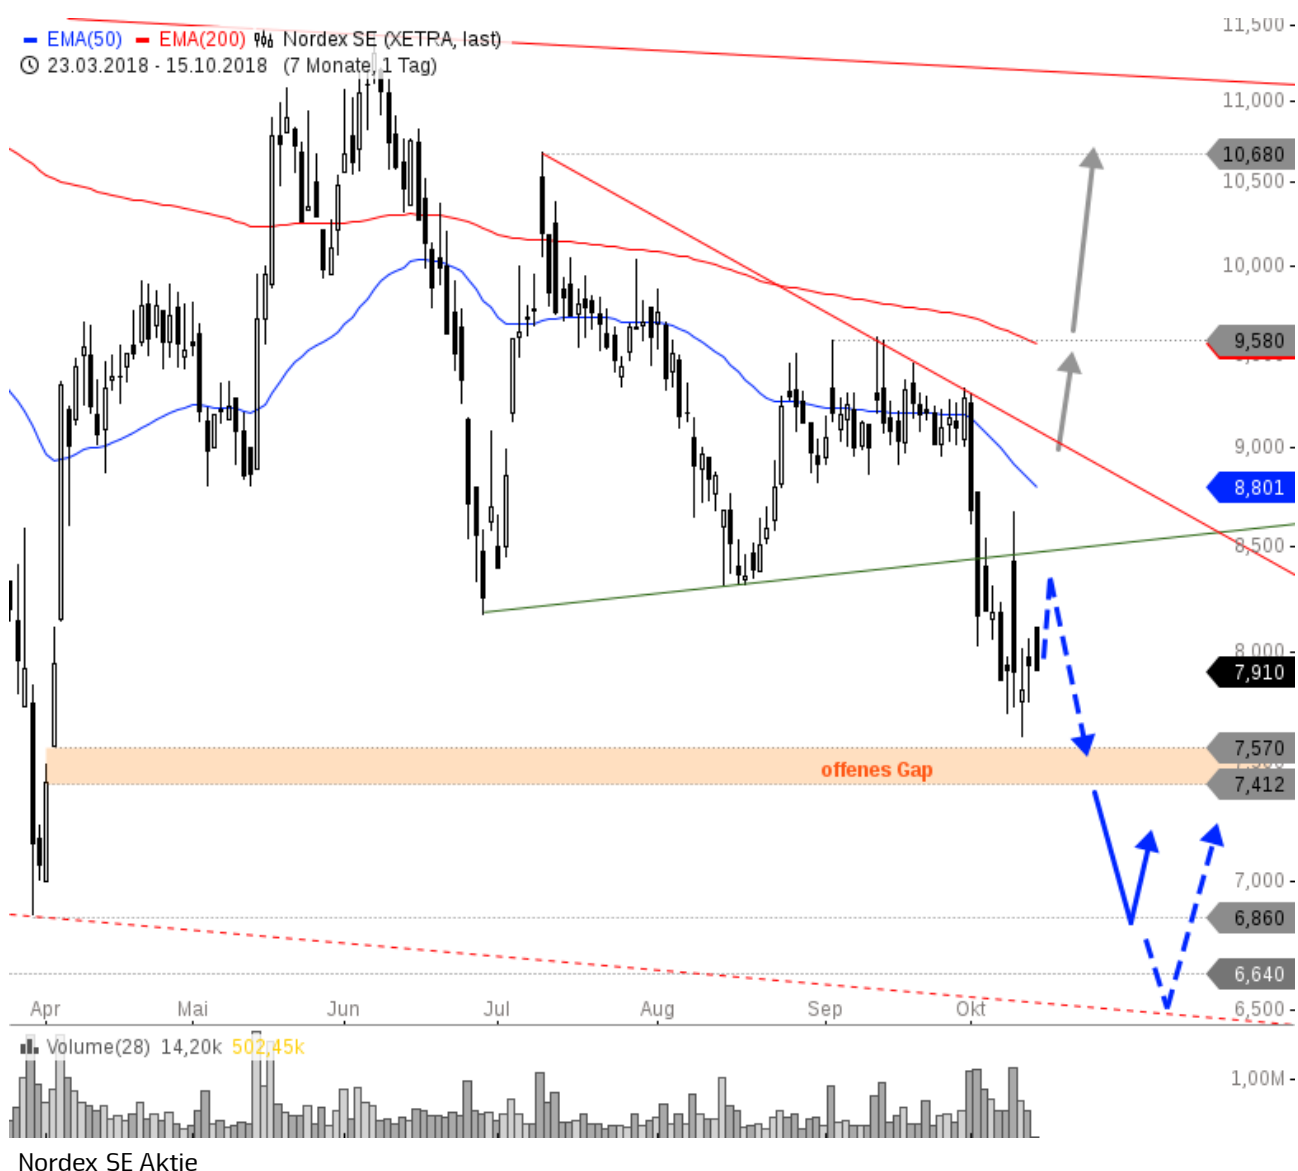 EMA(50) EMA(200) Nordex SE (XETRA, last)
23.03.2018 - 15.10.2018 (7 Monate, 1 Tag)
11,500
11,000
10,680
10,500
10,000
9,580
9,000
8,801
8,500
8,000
7,910
7,570
offenes Gap
7,412
7,000
6,860
6,640
Apr Mai Jun Jul Aug Sep Okt
6,500
Volume(28) 14,20k 502,45k
1,00M
Nordex SE Aktie